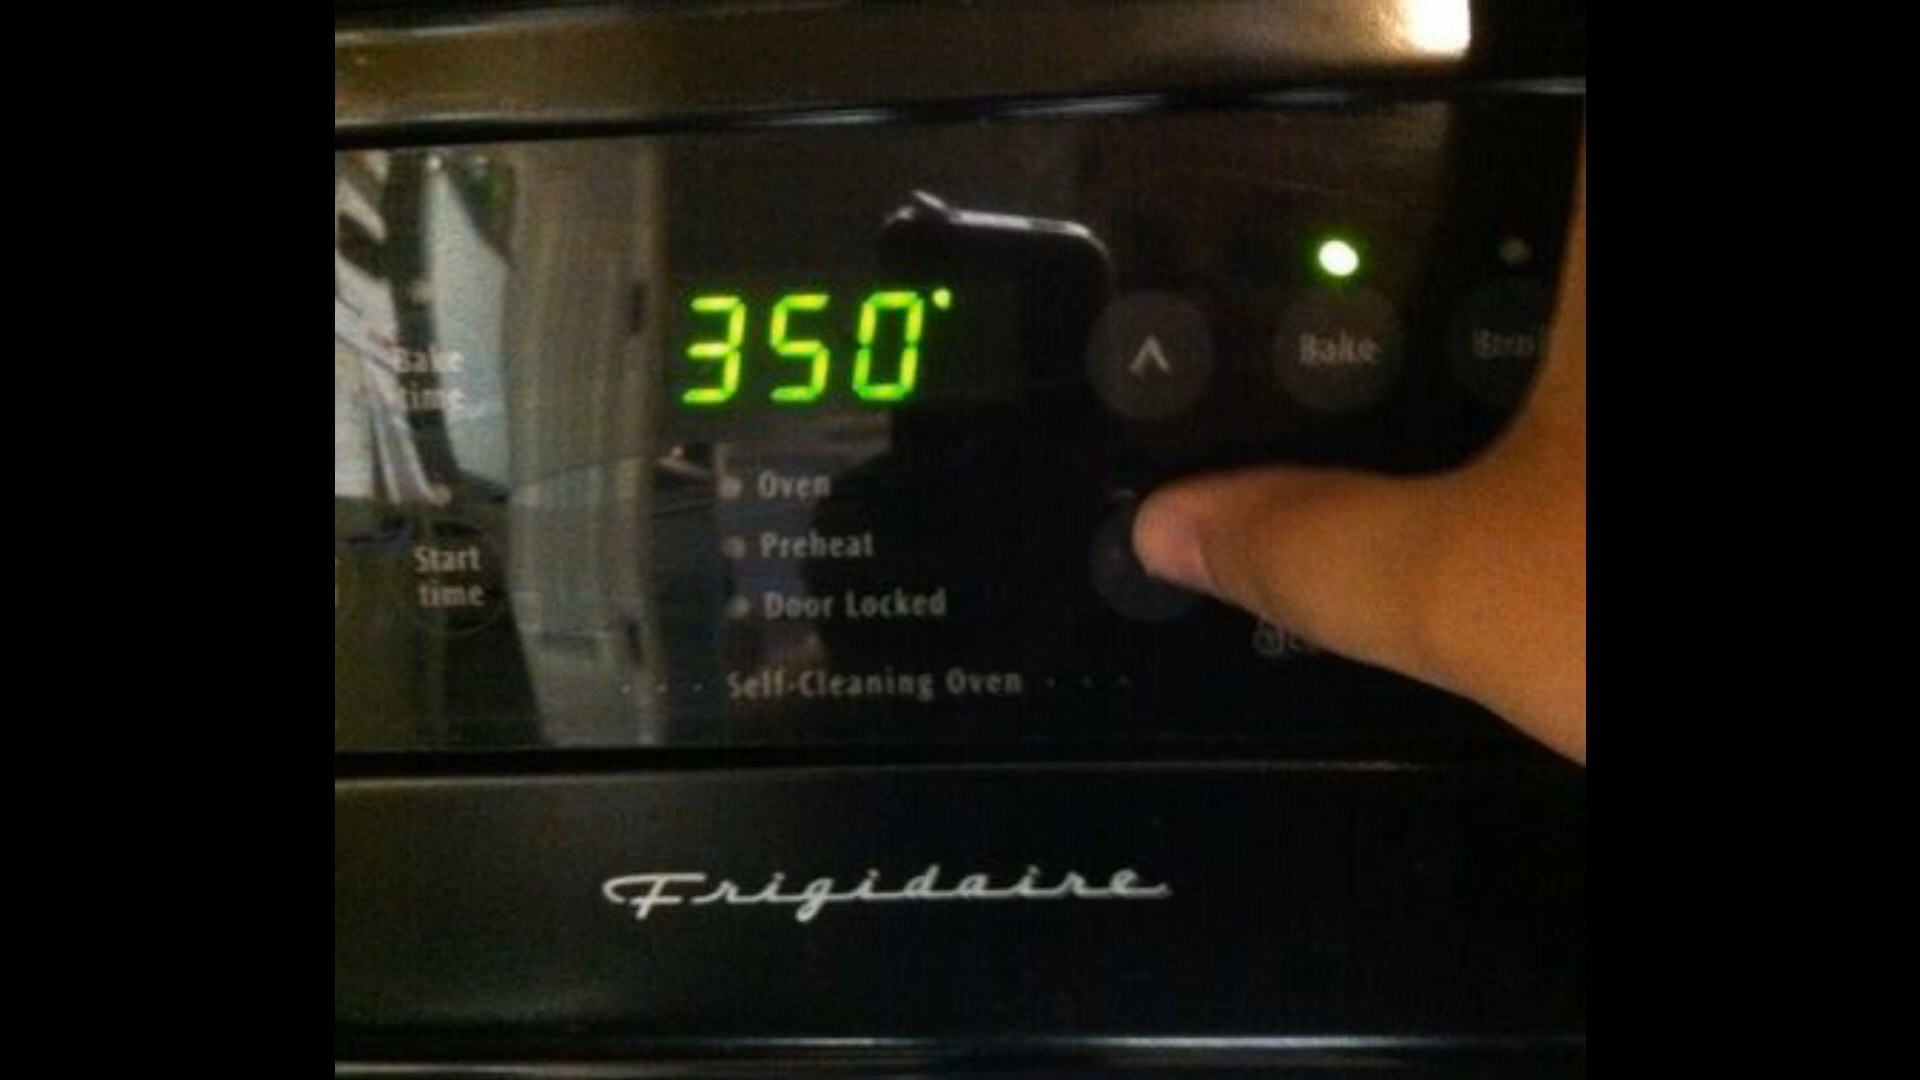 350°
Bake
Bake
time
Oven
Preheat
Start
time
Door Locked
Self-Cleaning Oven
Frigidaire